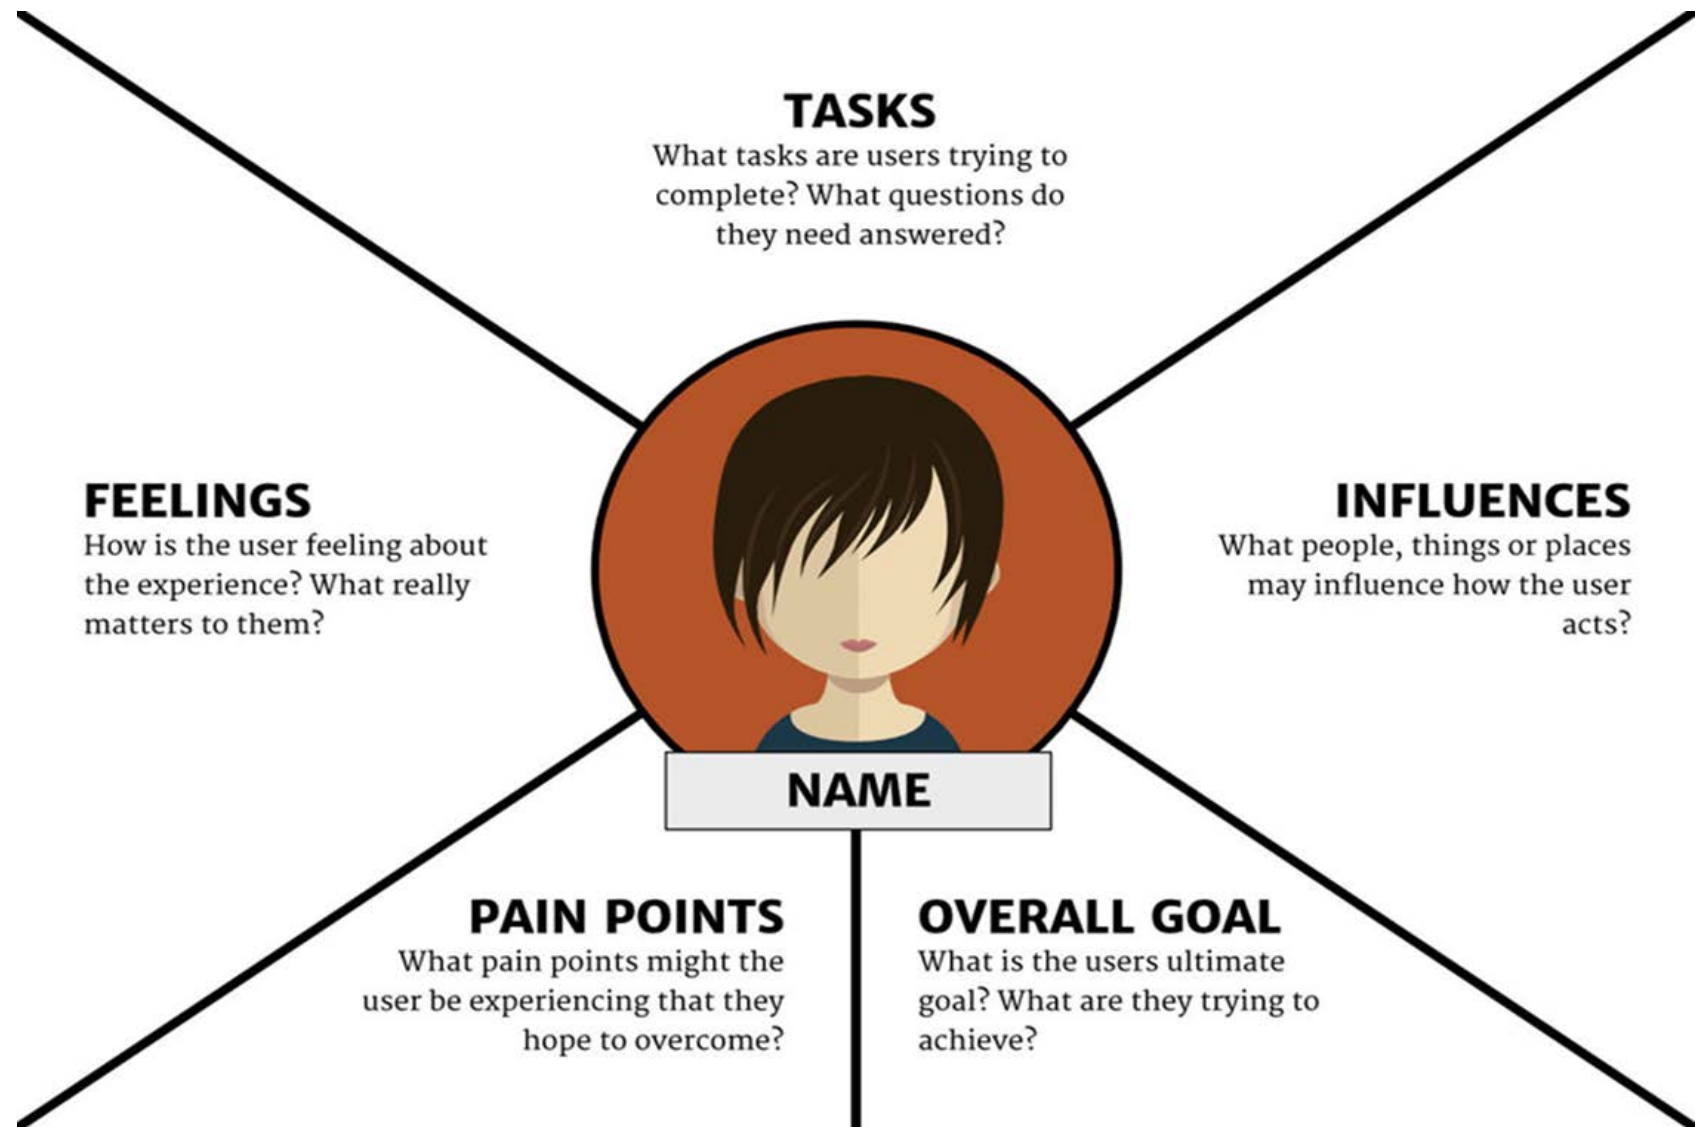 TASKS
What tasks are users trying to
complete? What questions do
they need answered?
FEELINGS
How is the user feeling about
the experience? What really
matters to them?
INFLUENCES
What people, things or places
may influence how the user
acts?
NAME
PAIN POINTS
What pain points might the
user be experiencing that they
hope to overcome?
OVERALL GOAL
What is the users ultimate
goal? What are they trying to
achieve?